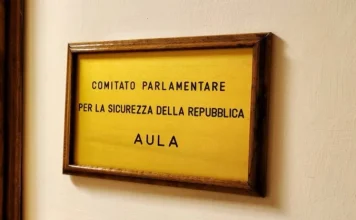 COMITATO PARLAMENTARE
PER LA SICUREZZA DELLA REPUBBLICA
AULA